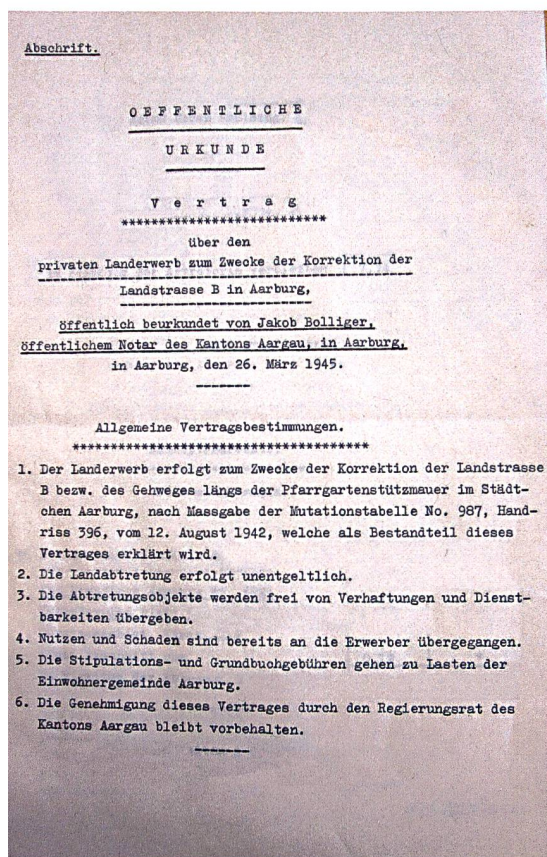 Abschrift.
OEFFENTLICHE
URKUNDE
Vertrag
***************************
über den
privaten Landerwerb zum Zwecke der Korrektion der
Landstrasse B in Aarburg,
öffentlich beurkundet von Jakob Bolliger,
öffentlichem Notar des Kantons Aargau, in Aarburg,
in Aarburg, den 26. März 1945.
-------
Allgemeine Vertragsbestimmungen.
***************************************
1. Der Landerwerb erfolgt zum Zwecke der Korrektion der Landstrasse
B bezw. des Gehweges längs der Pfarrgartenstützmauer im Städt-
chen Aarburg, nach Massgabe der Mutationstabelle No. 987, Hand-
riss 396, vom 12. August 1942, welche als Bestandteil dieses
Vertrages erklärt wird.
2. Die Landabtretung erfolgt unentgeltlich.
3. Die Abtretungsobjekte werden frei von Verhaftungen und Dienst-
barkeiten übergeben.
4. Nutzen und Schaden sind bereits an die Erwerber übergegangen.
5. Die Stipulations- und Grundbuchgebühren gehen zu Lasten der
Einwohnergemeinde Aarburg.
6. Die Genehmigung dieses Vertrages durch den Regierungsrat des
Kantons Aargau bleibt vorbehalten.
-------